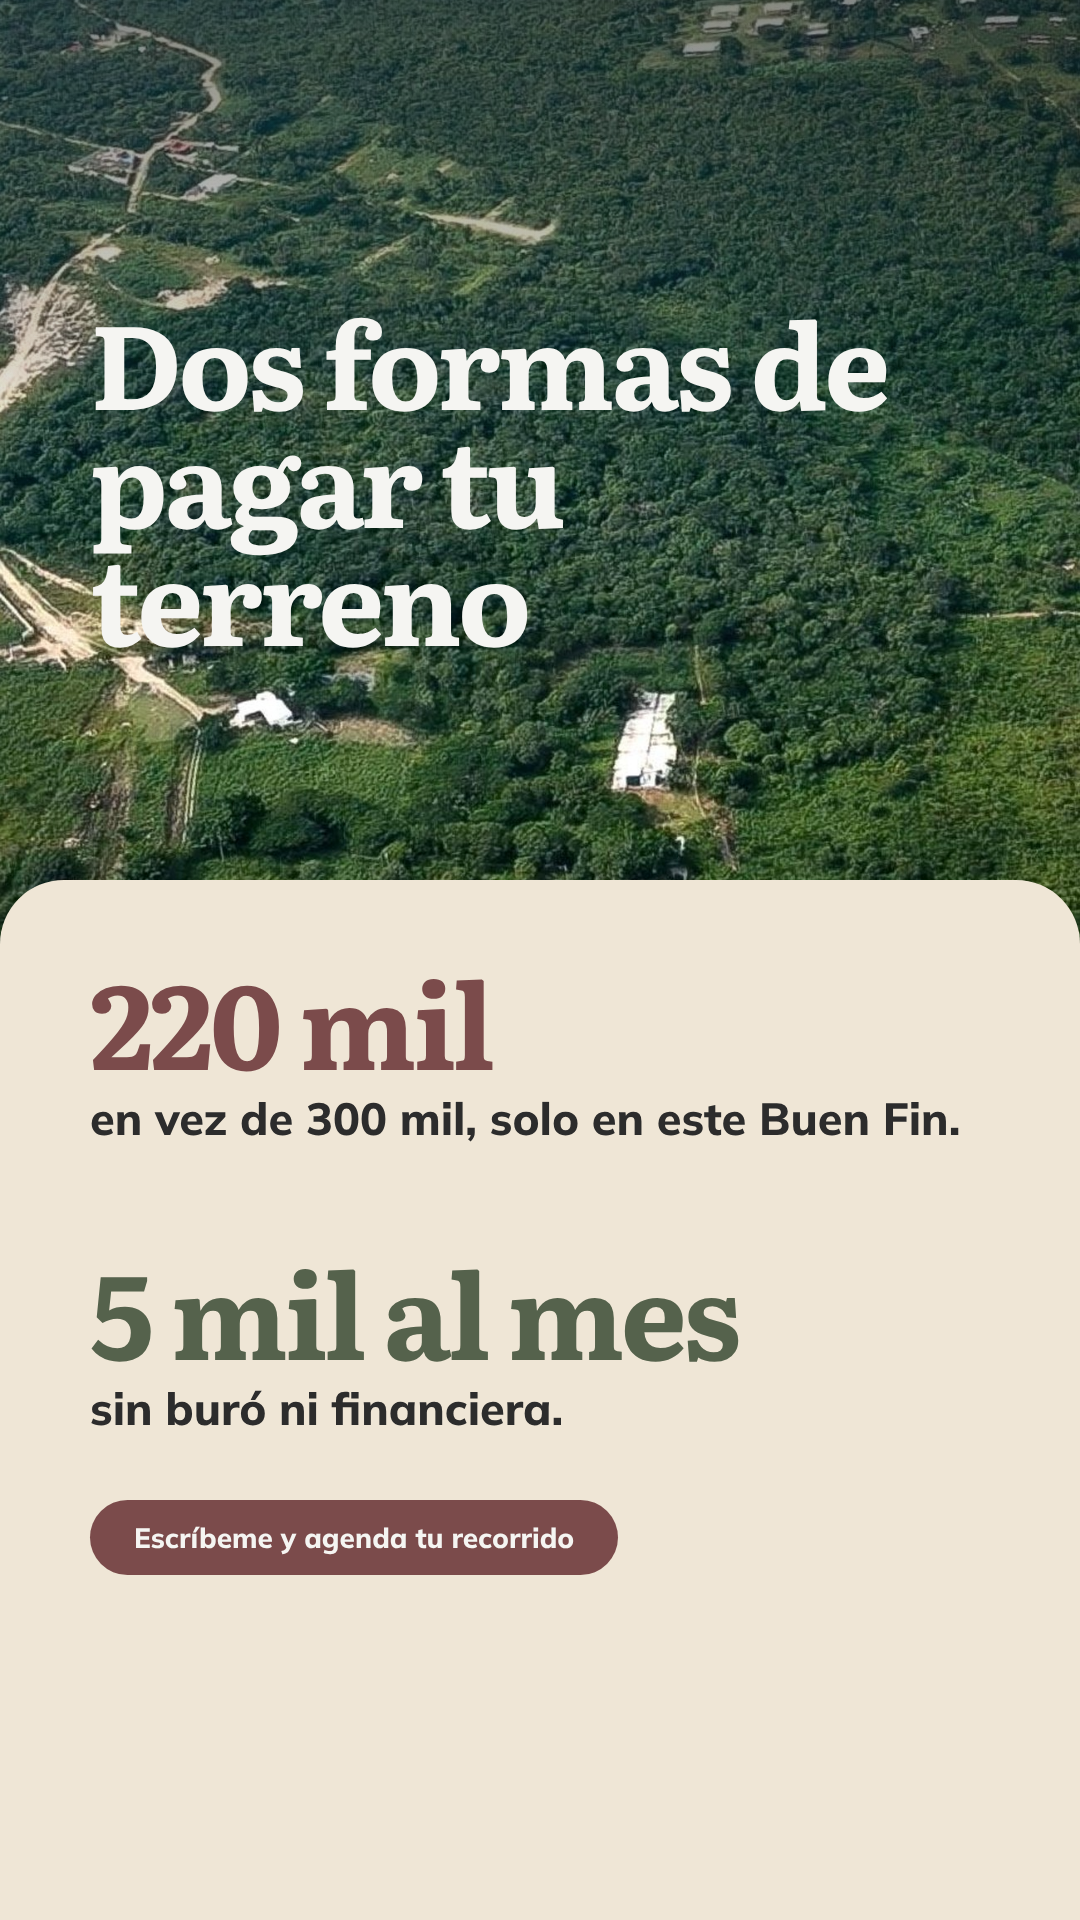 Dos formas de
pagar tu
terreno
220 mil
en vez de 300 mil, solo en este Buen Fin.
5 mil al mes
sin buró ni financiera.
Escríbeme y agenda tu recorrido